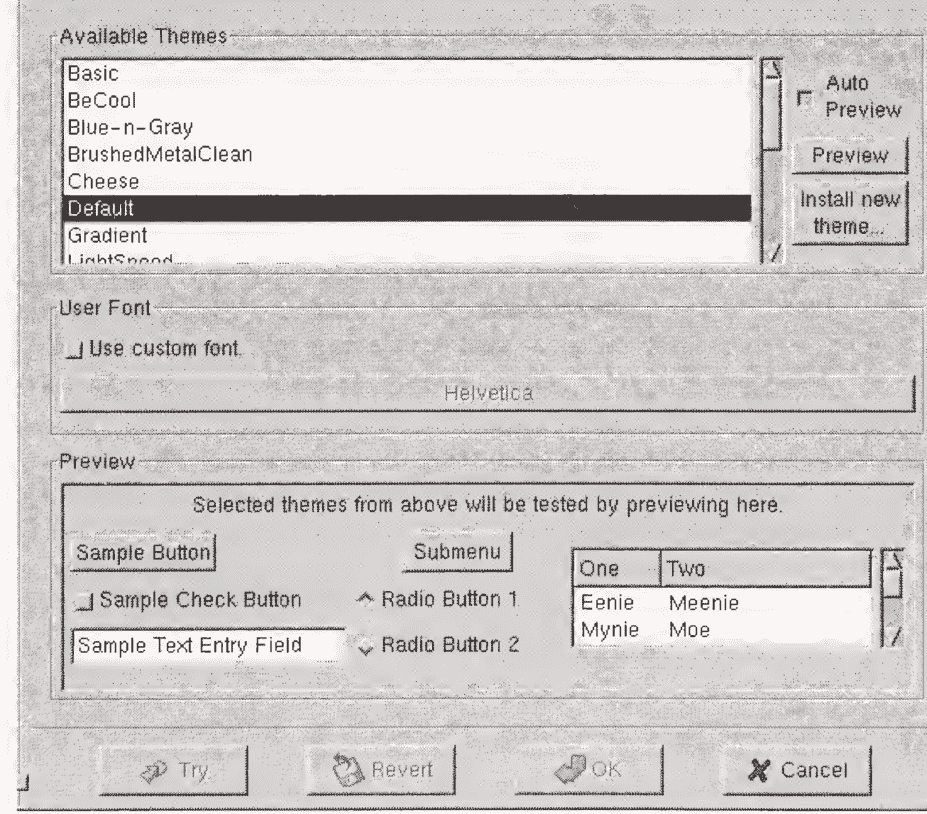 Available Themes
Basic
BeCool
Blue-n-Gray
BrushedMetalClean
Cheese
Default
Gradient
LightSpeed
Auto
Preview
Preview
Install new
theme...
User Font
Use custom font.
Helvetica
Preview
Selected themes from above will be tested by previewing here.
Sample Button
Submenu
One Two
Sample Check Button
Radio Button 1
Eenie Meenie
Mynie Moe
Sample Text Entry Field
Radio Button 2
Try
Revert
OK
Cancel